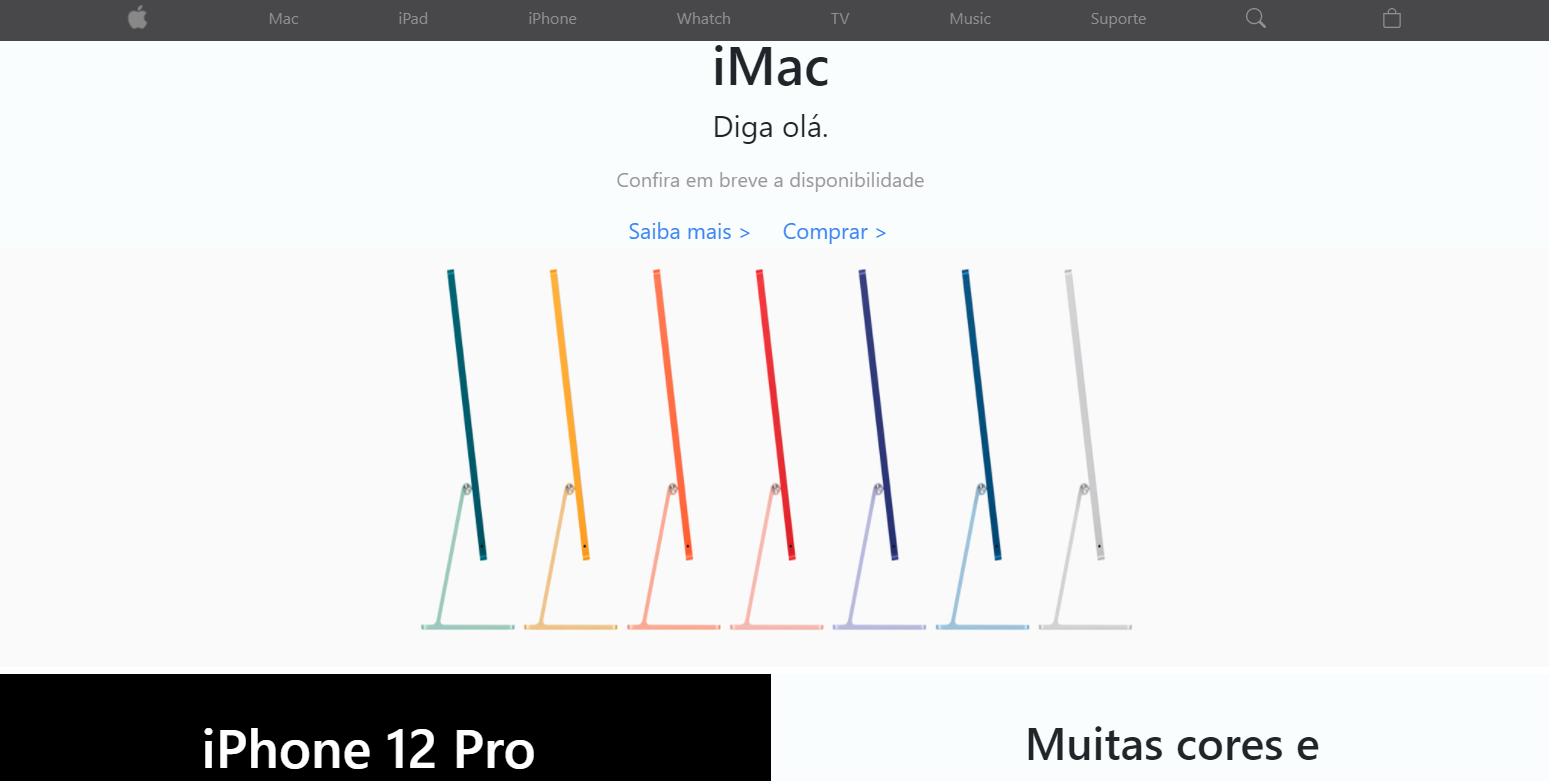 Mac iPad iPhone Whatch TV Music Suporte
iMac
Diga olá.
Confira em breve a disponibilidade
Saiba mais > Comprar >
iPhone 12 Pro
Muitas cores e